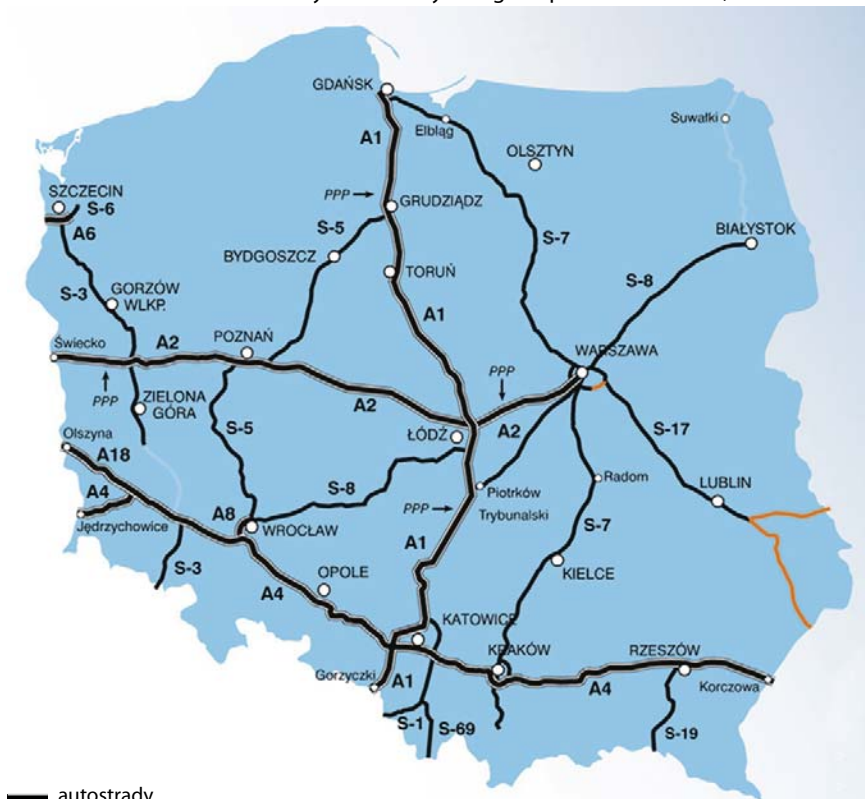 GDAŃSK
Elbląg
Suwałki
A1
OLSZTYN
SZCZECIN
S-6
A6
PPP
GRUDZIĄDZ
S-5
BYDGOSZCZ
S-7
BIAŁYSTOK
TORUŃ
S-8
S-3
GORZÓW
WLKP.
A1
Świecko
A2
POZNAŃ
WARSZAWA
PPP
PPP
ZIELONA
GÓRA
A2
A2
Olszyna
S-5
ŁÓDŹ
S-17
A18
S-8
Piotrków
Trybunalski
Radom
LUBLIN
A4
A8
PPP
Jędrzychowice
WROCŁAW
A1
S-7
S-3
A4
OPOLE
KIELCE
KATOWICE
KRAKÓW
RZESZÓW
Gorzyczki
A1
A4
Korczowa
S-1
S-69
S-19
autostrady